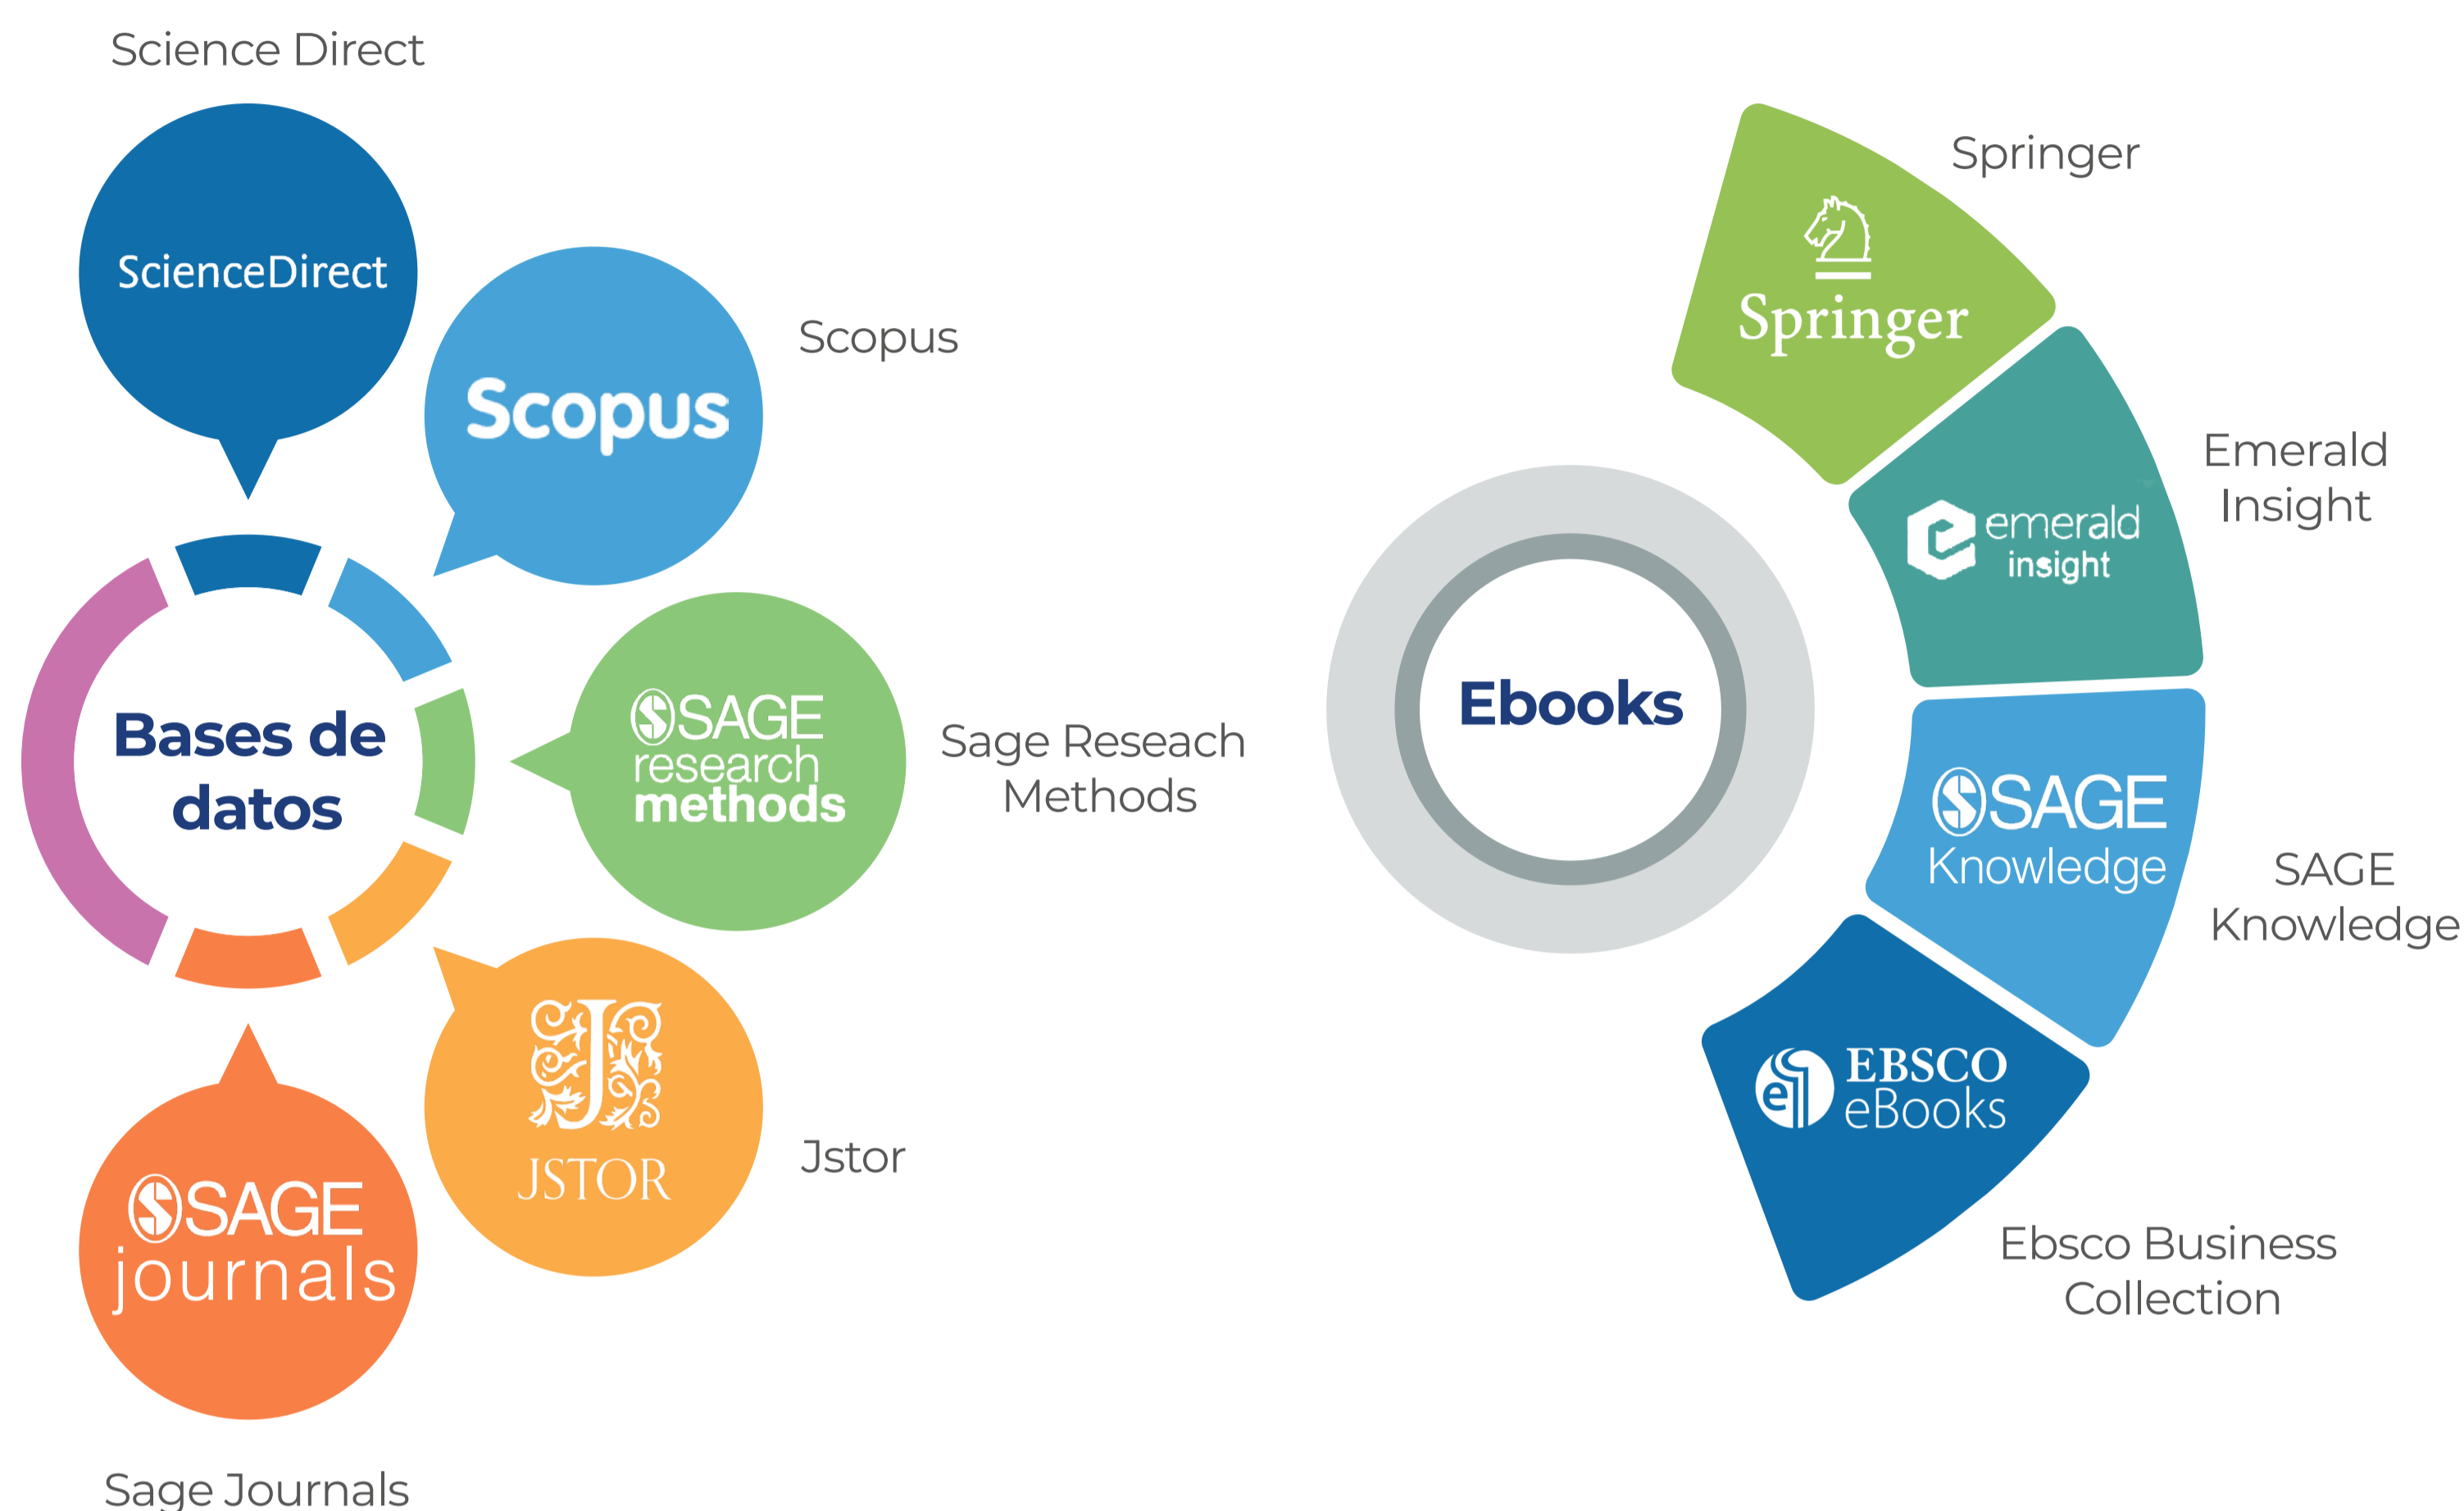 Science Direct
ScienceDirect
Scopus
Scopus
SAGE
research
methods
Sage Reseach
Methods
Bases de
datos
JSTOR
Jstor
SAGE
journals
Sage Journals
Ebooks
Springer
Springer
emerald
insight
Emerald
Insight
SAGE
Knowledge
SAGE
Knowledge
EBSCO
eBooks
Ebsco Business
Collection